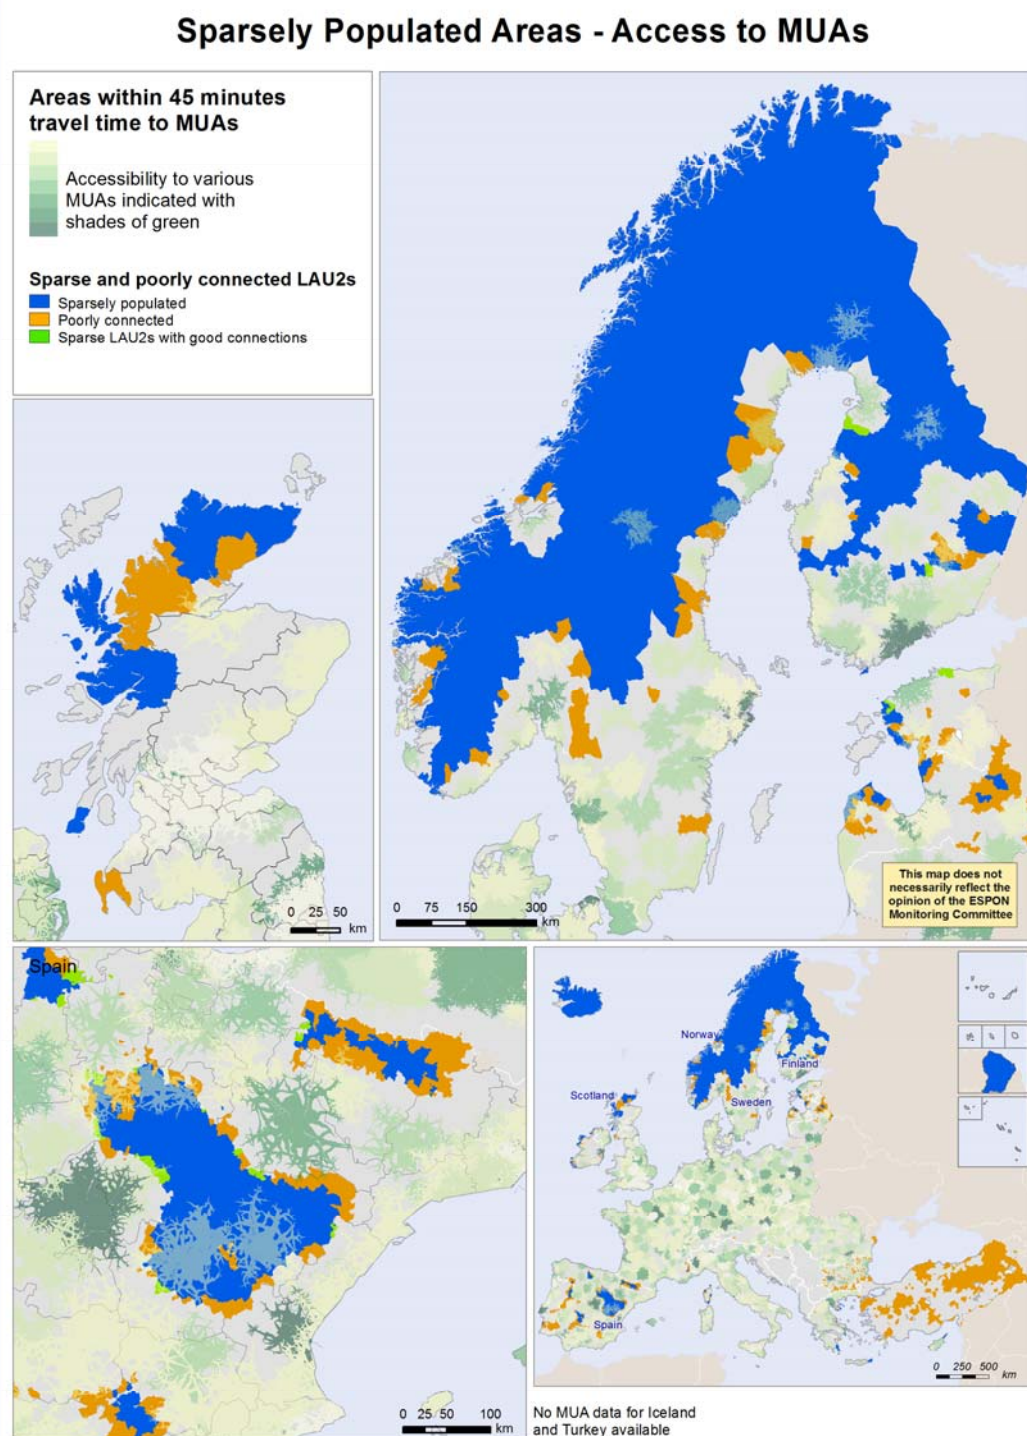 Sparsely Populated Areas - Access to MUAs
Areas within 45 minutes
travel time to MUAs
Accessibility to various
MUAs indicated with
shades of green
Sparse and poorly connected LAU2s
Sparsely populated
Poorly connected
Sparse LAU2s with good connections
0 25 50
km
0 75 150 300
km
This map does not
necessarily reflect the
opinion of the ESPON
Monitoring Committee
Spain
0 25 50 100
km
Norway
Finland
Scotland
Sweden
Spain
0 250 500
km
No MUA data for Iceland
and Turkey available